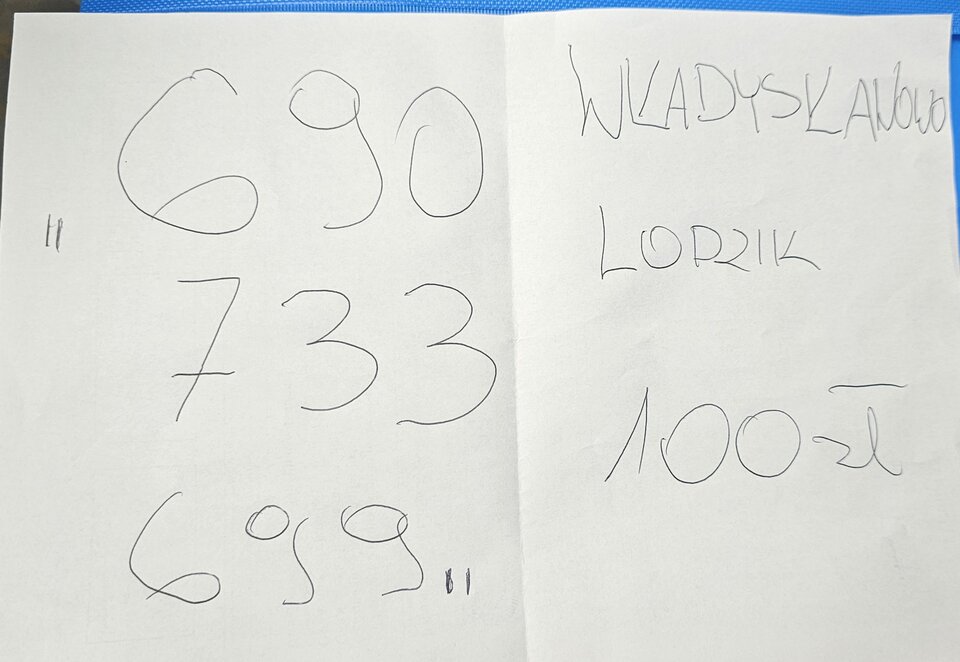 "690
733
699"
WŁADYSŁAWOWO
LODZIK
100 zł